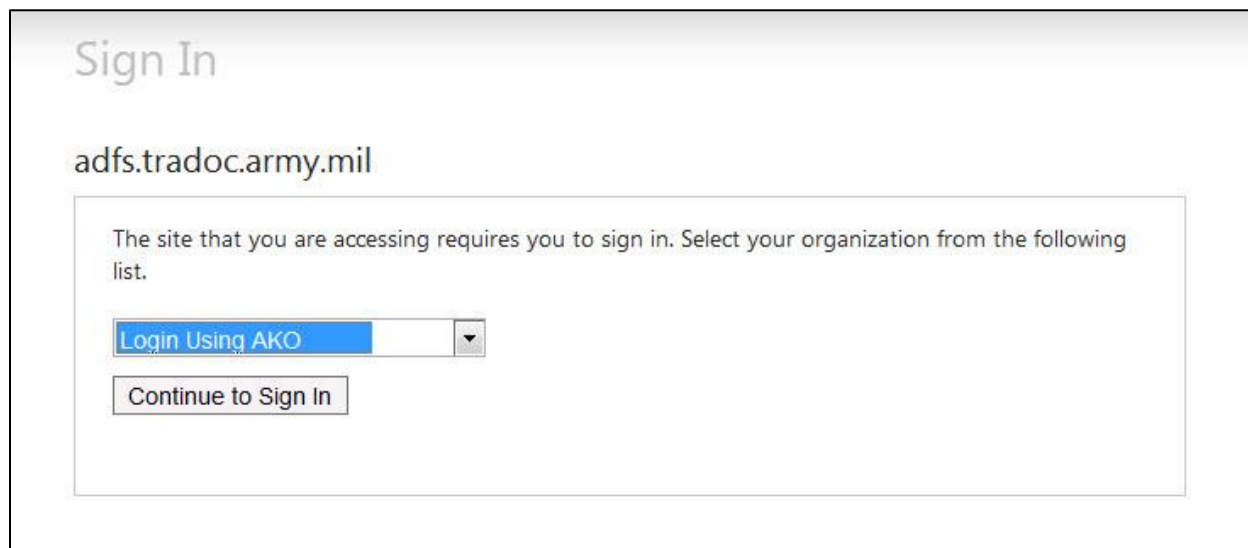 Sign In
adfs.tradoc.army.mil
The site that you are accessing requires you to sign in. Select your organization from the following
list.
Login Using AKO
Continue to Sign In